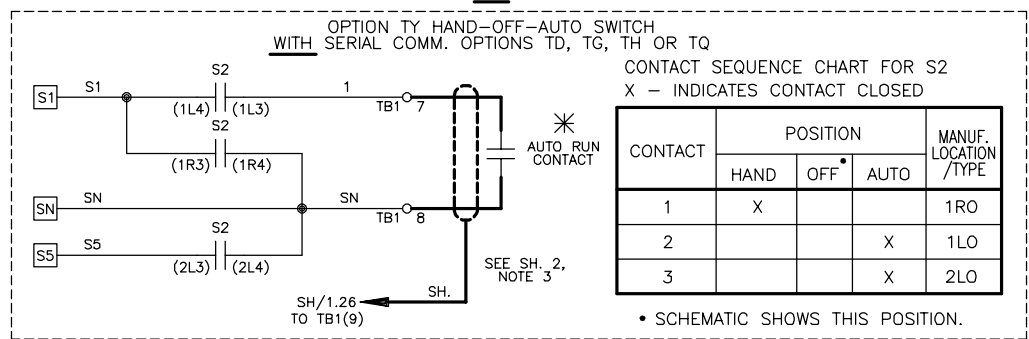 OPTION TY HAND-OFF-AUTO SWITCH
WITH SERIAL COMM. OPTIONS TD, TG, TH OR TQ
S1
S1
S2
(1L4)
(1L3)
1
TB1
7
S2
(1R3)
(1R4)
AUTO RUN
CONTACT
SN
SN
SN
TB1
8
S5
S5
S2
(2L3)
(2L4)
SEE SH. 2,
NOTE 3
SH.
SH/1.26
TO TB1(9)
CONTACT SEQUENCE CHART FOR S2
X - INDICATES CONTACT CLOSED
CONTACT
POSITION
MANUF.
LOCATION
/TYPE
HAND
OFF•
AUTO
1 X 1RO
2 X 1LO
3 X 2LO
• SCHEMATIC SHOWS THIS POSITION.